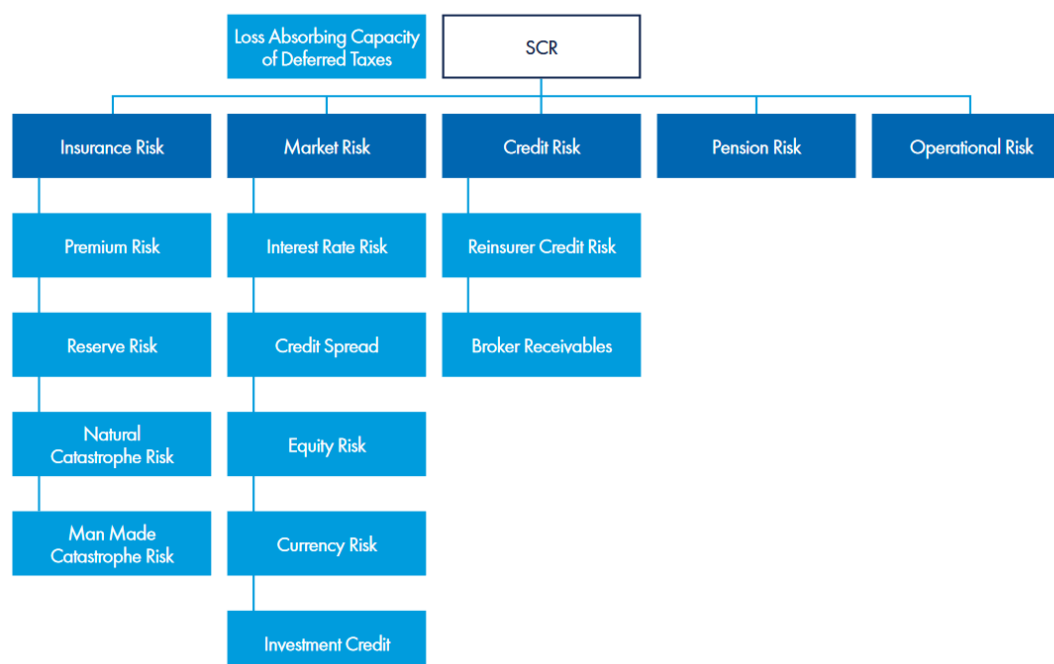 Loss Absorbing Capacity
of Deferred Taxes
SCR
Insurance Risk
Market Risk
Credit Risk
Pension Risk
Operational Risk
Premium Risk
Interest Rate Risk
Reinsurer Credit Risk
Reserve Risk
Credit Spread
Broker Receivables
Natural
Catastrophe Risk
Equity Risk
Man Made
Catastrophe Risk
Currency Risk
Investment Credit